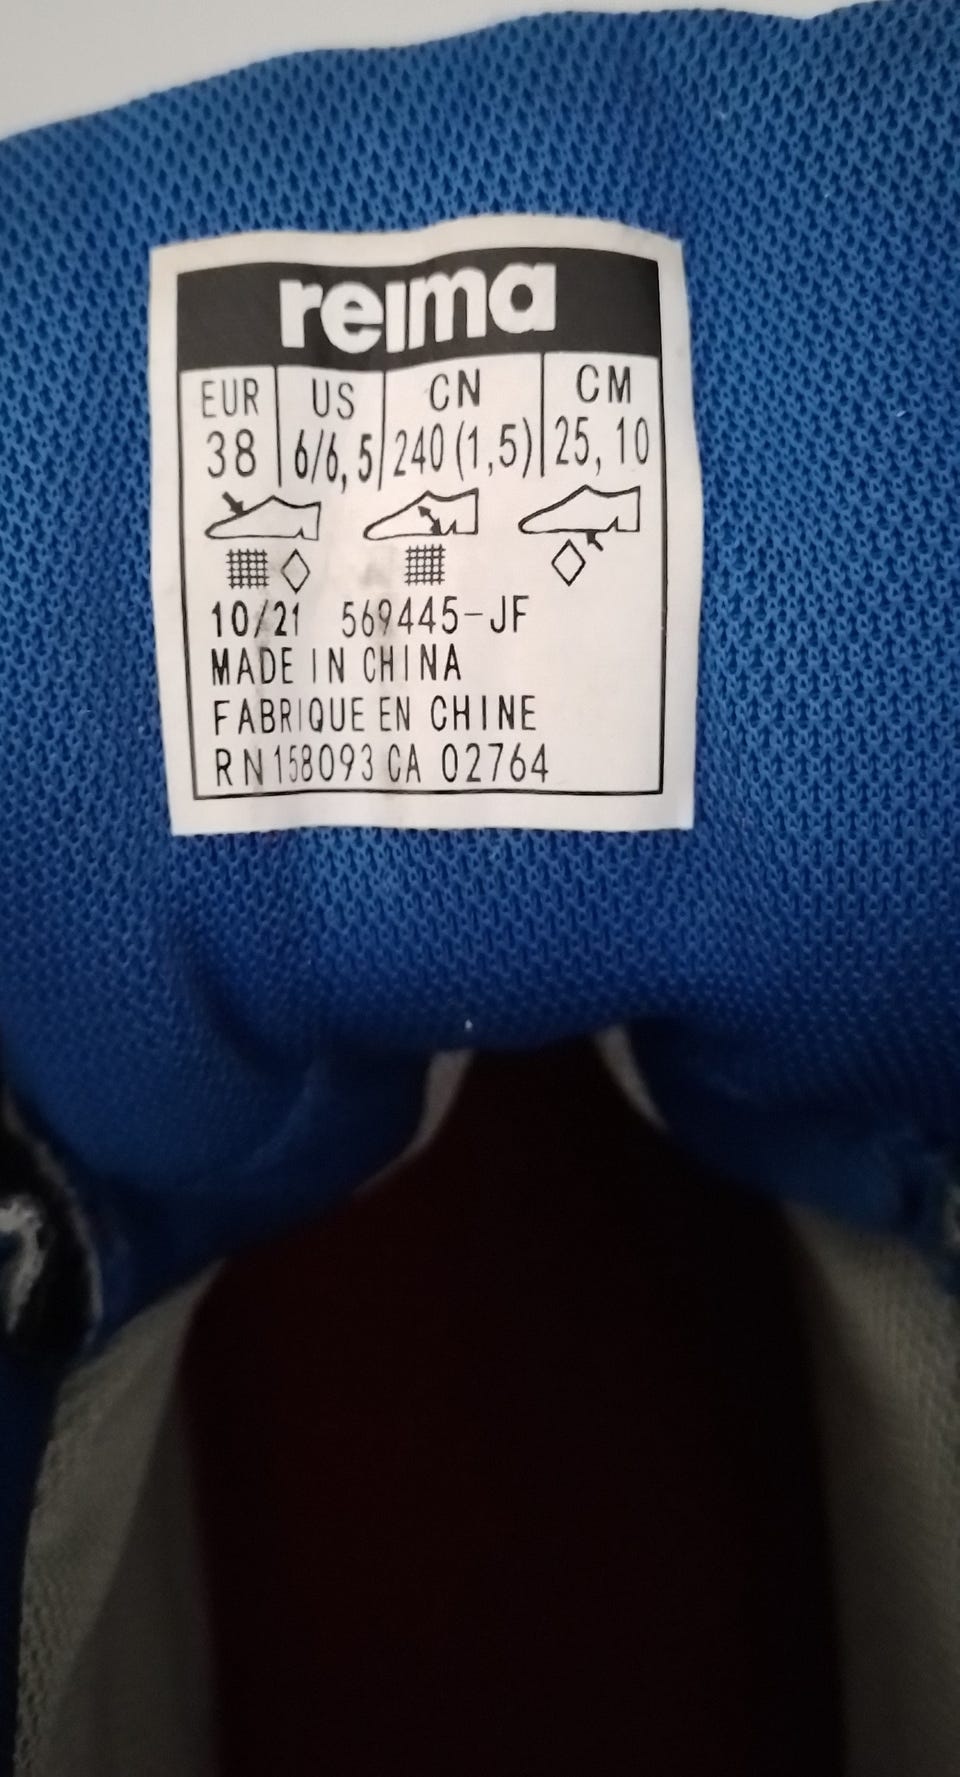 reima
EUR US CN CM
38 6/6,5 240(1,5) 25,10
10/21 569445-JF
MADE IN CHINA
FABRIQUE EN CHINE
RN158093 CA 02764